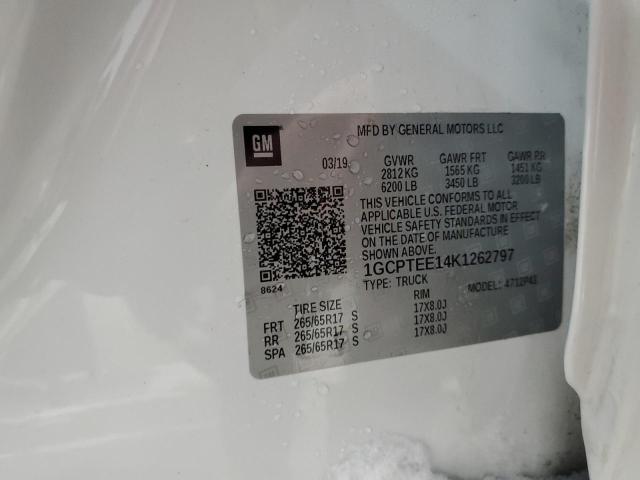 GM
MFD BY GENERAL MOTORS LLC
03/19 GVWR GAWR FRT GAWR RR
2812 KG 1565 KG 1451 KG
6200 LB 3450 LB 3200 LB
THIS VEHICLE CONFORMS TO ALL
APPLICABLE U.S. FEDERAL MOTOR
VEHICLE SAFETY STANDARDS IN EFFECT
ON THE DATE OF MANUFACTURE
SHOWN ABOVE.
1GCPTEE14K1262797
8624
TYPE: TRUCK MODEL:
TIRE SIZE RIM
FRT 265/65R17 S 17X8.0J
RR 265/65R17 S 17X8.0J
SPA 265/65R17 S 17X8.0J